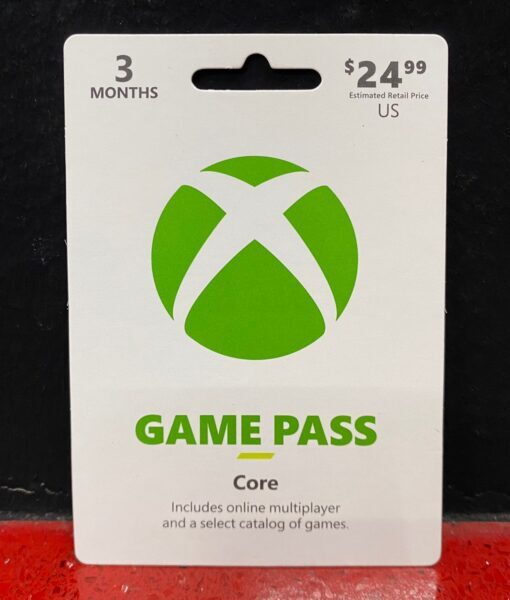 3
MONTHS
$24.99
Estimated Retail Price
US
GAME PASS
Core
Includes online multiplayer
and a select catalog of games.